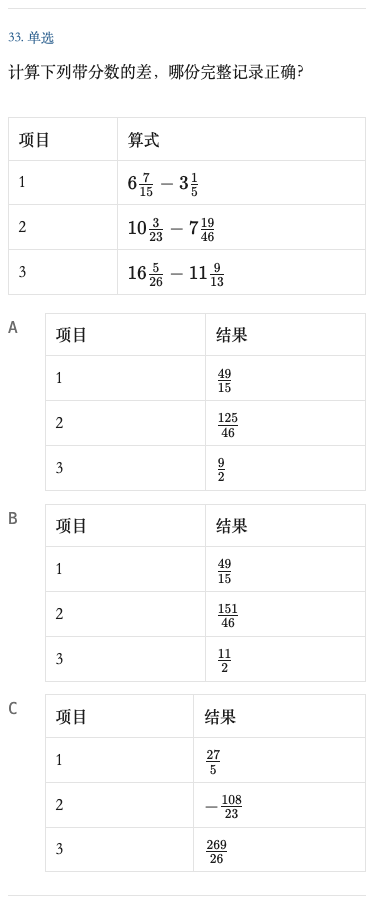 33. 单选
计算下列带分数的差，哪份完整记录正确?
项目 算式
1 6 7/15 − 3 1/5
2 10 3/23 − 7 19/46
3 16 5/26 − 11 9/13
A
项目 结果
1 49/15
2 125/46
3 9/2
B
项目 结果
1 49/15
2 151/46
3 11/2
C
项目 结果
1 27/5
2 −108/23
3 269/26